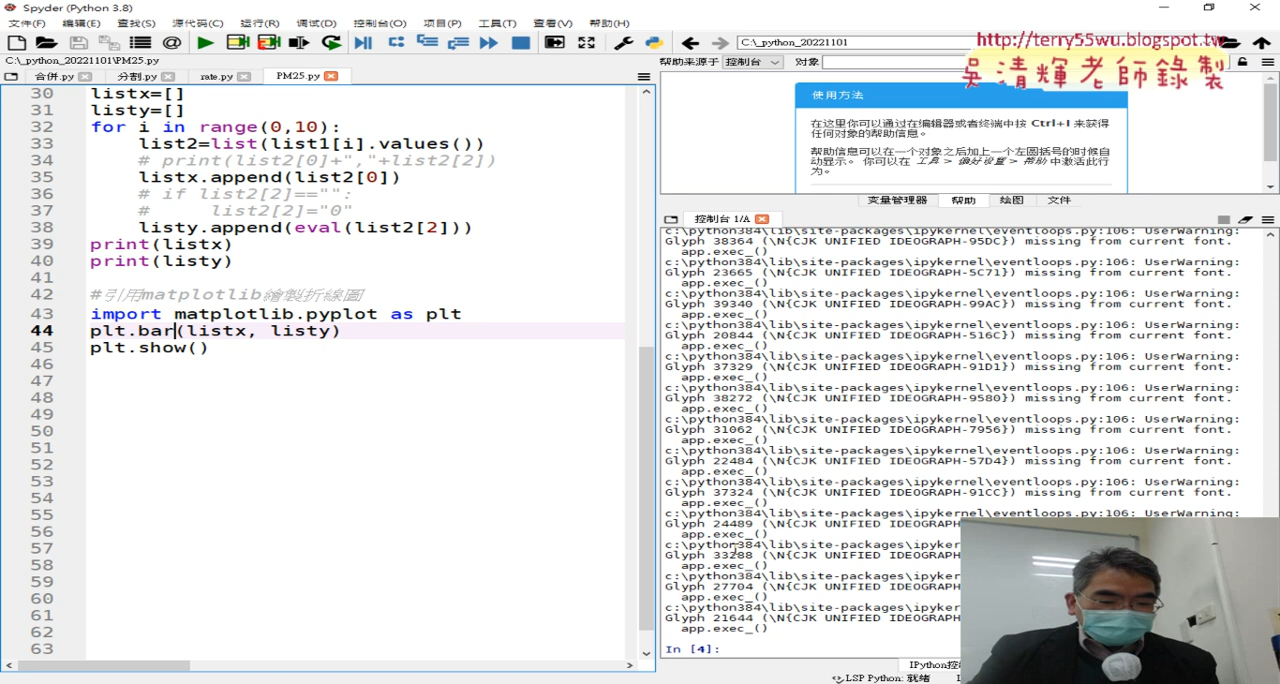 Spyder (Python 3.8)
文件(F) 编辑(E) 查找(S) 源代码(C) 运行(R) 调试(D) 控制台(O) 项目(P) 工具(T) 查看(V) 帮助(H)
C:\_python_20221101
http://terry55wu.blogspot.tw
吳清輝老師錄製
C:\_python_20221101\PM25.py
帮助来源于 控制台 对象
合併.py 分割.py rate.py PM25.py
30 listx=[]
31 listy=[]
32 for i in range(0,10):
33 list2=list(list1[i].values())
34 # print(list2[0]+","+list2[2])
35 listx.append(list2[0])
36 # if list2[2]=="":
37 # list2[2]="0"
38 listy.append(eval(list2[2]))
39 print(listx)
40 print(listy)
41
42 #引用matplotlib繪製折線圖
43 import matplotlib.pyplot as plt
44 plt.bar(listx, listy)
45 plt.show()
46
47
48
49
50
51
52
53
54
55
56
57
58
59
60
61
62
63
使用方法
在这里你可以通过在编辑器或者终端中按 Ctrl+I 来获得
任何对象的帮助信息。
帮助信息可以在一个对象之后加上一个左圆括号的时候自
动显示。 你可以在 工具 > 偏好设置 > 帮助 中激活此行
为。
变量管理器 帮助 绘图 文件
控制台 1/A
c:\python384\lib\site-packages\ipykernel\eventloops.py:106: UserWarning:
Glyph 38364 (\N{CJK UNIFIED IDEOGRAPH-95DC}) missing from current font.
app.exec_()
c:\python384\lib\site-packages\ipykernel\eventloops.py:106: UserWarning:
Glyph 23665 (\N{CJK UNIFIED IDEOGRAPH-5C71}) missing from current font.
app.exec_()
c:\python384\lib\site-packages\ipykernel\eventloops.py:106: UserWarning:
Glyph 39340 (\N{CJK UNIFIED IDEOGRAPH-99AC}) missing from current font.
app.exec_()
c:\python384\lib\site-packages\ipykernel\eventloops.py:106: UserWarning:
Glyph 20844 (\N{CJK UNIFIED IDEOGRAPH-516C}) missing from current font.
app.exec_()
c:\python384\lib\site-packages\ipykernel\eventloops.py:106: UserWarning:
Glyph 37329 (\N{CJK UNIFIED IDEOGRAPH-91D1}) missing from current font.
app.exec_()
c:\python384\lib\site-packages\ipykernel\eventloops.py:106: UserWarning:
Glyph 38272 (\N{CJK UNIFIED IDEOGRAPH-9580}) missing from current font.
app.exec_()
c:\python384\lib\site-packages\ipykernel\eventloops.py:106: UserWarning:
Glyph 31062 (\N{CJK UNIFIED IDEOGRAPH-7956}) missing from current font.
app.exec_()
c:\python384\lib\site-packages\ipykernel\eventloops.py:106: UserWarning:
Glyph 22484 (\N{CJK UNIFIED IDEOGRAPH-57D4}) missing from current font.
app.exec_()
c:\python384\lib\site-packages\ipykernel\eventloops.py:106: UserWarning:
Glyph 37324 (\N{CJK UNIFIED IDEOGRAPH-91CC}) missing from current font.
app.exec_()
c:\python384\lib\site-packages\ipykernel\eventloops.py:106: UserWarning:
Glyph 24489 (\N{CJK UNIFIED IDEOGRAPH
app.exec_()
c:\python384\lib\site-packages\ipykerne
Glyph 33288 (\N{CJK UNIFIED IDEOGRAPH
app.exec_()
c:\python384\lib\site-packages\ipykerne
Glyph 27704 (\N{CJK UNIFIED IDEOGRAPH
app.exec_()
c:\python384\lib\site-packages\ipykerne
Glyph 21644 (\N{CJK UNIFIED IDEOGRAPH
app.exec_()
In [4]:
IPython控
LSP Python: 就绪